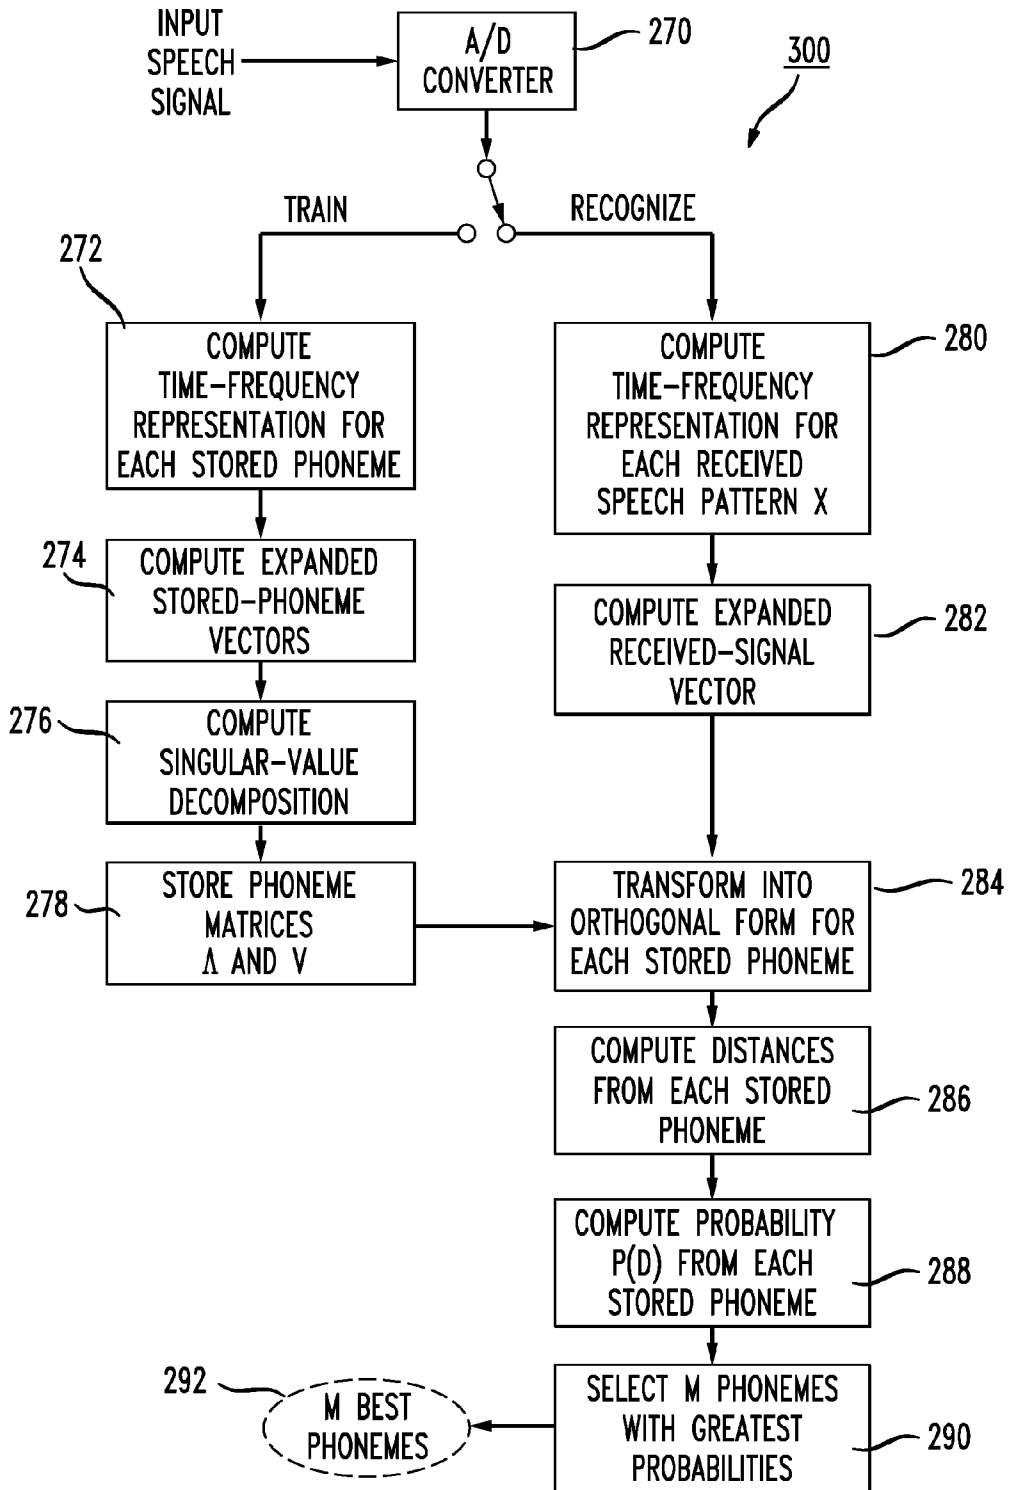 INPUT
SPEECH
SIGNAL
A/D
CONVERTER
270
300
TRAIN
RECOGNIZE
272
COMPUTE
TIME-FREQUENCY
REPRESENTATION FOR
EACH STORED PHONEME
280
COMPUTE
TIME-FREQUENCY
REPRESENTATION FOR
EACH RECEIVED
SPEECH PATTERN X
274
COMPUTE EXPANDED
STORED-PHONEME
VECTORS
282
COMPUTE EXPANDED
RECEIVED-SIGNAL
VECTOR
276
COMPUTE
SINGULAR-VALUE
DECOMPOSITION
278
STORE PHONEME
MATRICES
Λ AND V
284
TRANSFORM INTO
ORTHOGONAL FORM FOR
EACH STORED PHONEME
COMPUTE DISTANCES
FROM EACH STORED
PHONEME
286
COMPUTE PROBABILITY
P(D) FROM EACH
STORED PHONEME
288
292
M BEST
PHONEMES
SELECT M PHONEMES
WITH GREATEST
PROBABILITIES
290